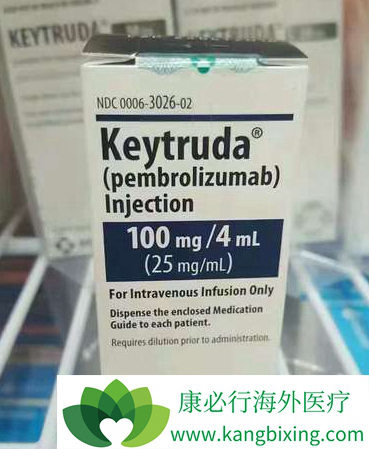 KEYTRUDA
NDC 0006-3026-02
Keytruda®
(pembrolizumab)
Injection
100 mg/4 mL
(25 mg/mL)
For Intravenous Infusion Only
Dispense the enclosed Medication
Guide to each patient.
Requires dilution prior to administration.
康必行海外医疗
www.kangbixing.com